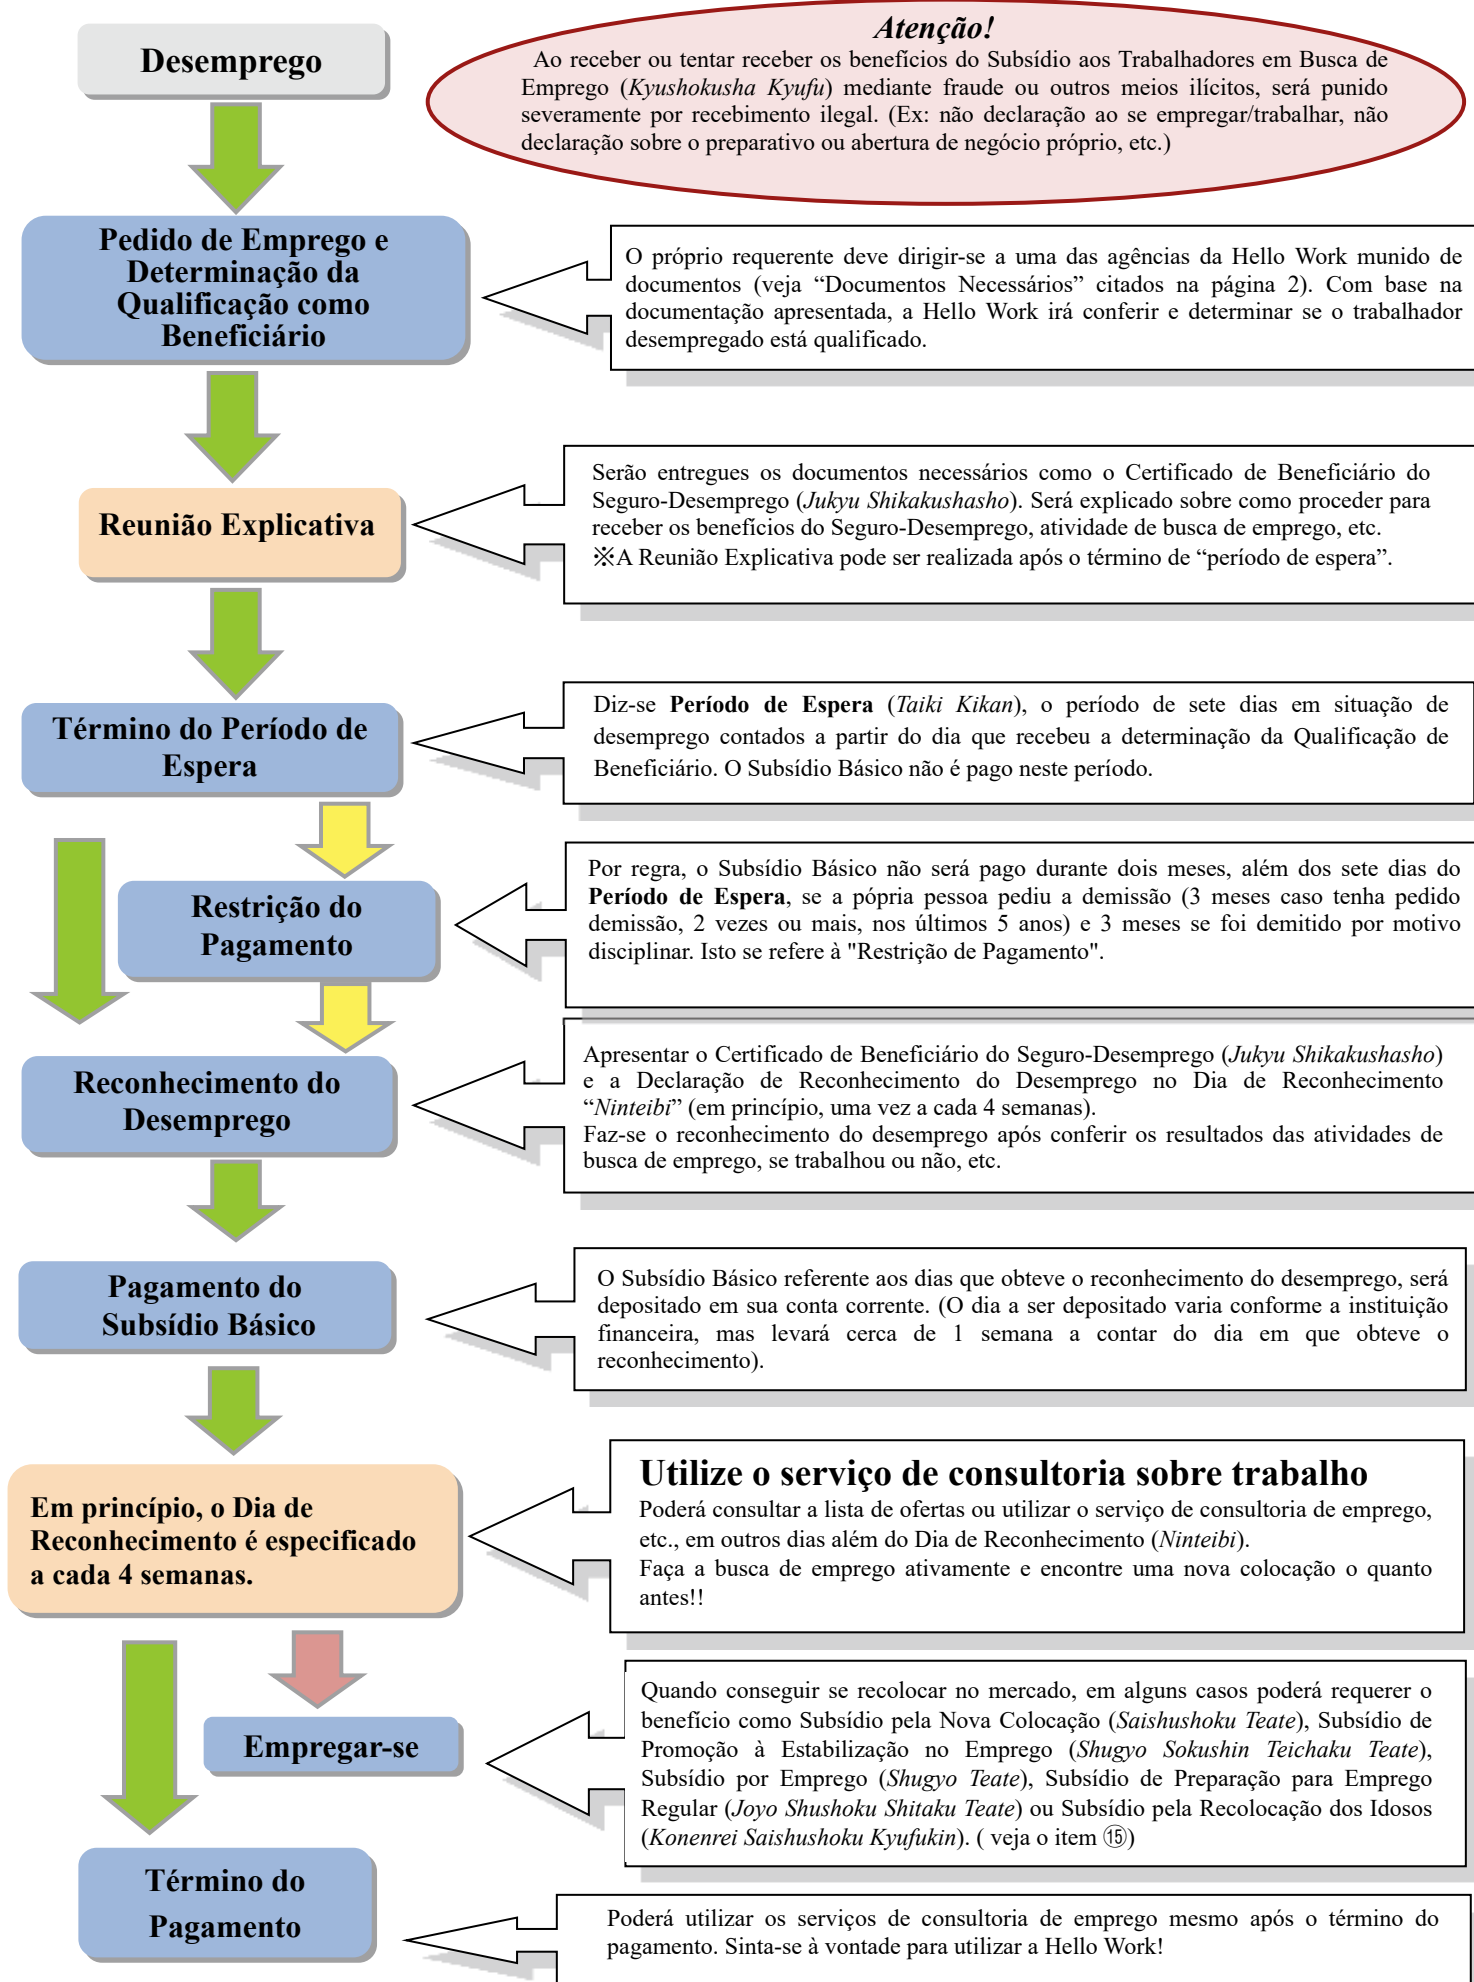 Desemprego
Atenção!
Ao receber ou tentar receber os benefícios do Subsídio aos Trabalhadores em Busca de
Emprego (Kyushokusha Kyufu) mediante fraude ou outros meios ilícitos, será punido
severamente por recebimento ilegal. (Ex: não declaração ao se empregar/trabalhar, não
declaração sobre o preparativo ou abertura de negócio próprio, etc.)
Pedido de Emprego e
Determinação da
Qualificação como
Beneficiário
O próprio requerente deve dirigir-se a uma das agências da Hello Work munido de
documentos (veja “Documentos Necessários” citados na página 2). Com base na
documentação apresentada, a Hello Work irá conferir e determinar se o trabalhador
desempregado está qualificado.
Reunião Explicativa
Serão entregues os documentos necessários como o Certificado de Beneficiário do
Seguro-Desemprego (Jukyu Shikakushasho). Será explicado sobre como proceder para
receber os benefícios do Seguro-Desemprego, atividade de busca de emprego, etc.
※A Reunião Explicativa pode ser realizada após o término de “período de espera”.
Término do Período de
Espera
Diz-se Período de Espera (Taiki Kikan), o período de sete dias em situação de
desemprego contados a partir do dia que recebeu a determinação da Qualificação de
Beneficiário. O Subsídio Básico não é pago neste período.
Restrição do
Pagamento
Por regra, o Subsídio Básico não será pago durante dois meses, além dos sete dias do
Período de Espera, se a pópria pessoa pediu a demissão (3 meses caso tenha pedido
demissão, 2 vezes ou mais, nos últimos 5 anos) e 3 meses se foi demitido por motivo
disciplinar. Isto se refere à "Restrição de Pagamento".
Reconhecimento do
Desemprego
Apresentar o Certificado de Beneficiário do Seguro-Desemprego (Jukyu Shikakushasho)
e a Declaração de Reconhecimento do Desemprego no Dia de Reconhecimento
“Ninteibi” (em princípio, uma vez a cada 4 semanas).
Faz-se o reconhecimento do desemprego após conferir os resultados das atividades de
busca de emprego, se trabalhou ou não, etc.
Pagamento do
Subsídio Básico
O Subsídio Básico referente aos dias que obteve o reconhecimento do desemprego, será
depositado em sua conta corrente. (O dia a ser depositado varia conforme a instituição
financeira, mas levará cerca de 1 semana a contar do dia em que obteve o
reconhecimento).
Em princípio, o Dia de
Reconhecimento é especificado
a cada 4 semanas.
Utilize o serviço de consultoria sobre trabalho
Poderá consultar a lista de ofertas ou utilizar o serviço de consultoria de emprego,
etc., em outros dias além do Dia de Reconhecimento (Ninteibi).
Faça a busca de emprego ativamente e encontre uma nova colocação o quanto
antes!!
Empregar-se
Quando conseguir se recolocar no mercado, em alguns casos poderá requerer o
benefício como Subsídio pela Nova Colocação (Saishushoku Teate), Subsídio de
Promoção à Estabilização no Emprego (Shugyo Sokushin Teichaku Teate),
Subsídio por Emprego (Shugyo Teate), Subsídio de Preparação para Emprego
Regular (Joyo Shushoku Shitaku Teate) ou Subsídio pela Recolocação dos Idosos
(Konenrei Saishushoku Kyufukin). ( veja o item ⑮)
Término do
Pagamento
Poderá utilizar os serviços de consultoria de emprego mesmo após o término do
pagamento. Sinta-se à vontade para utilizar a Hello Work!